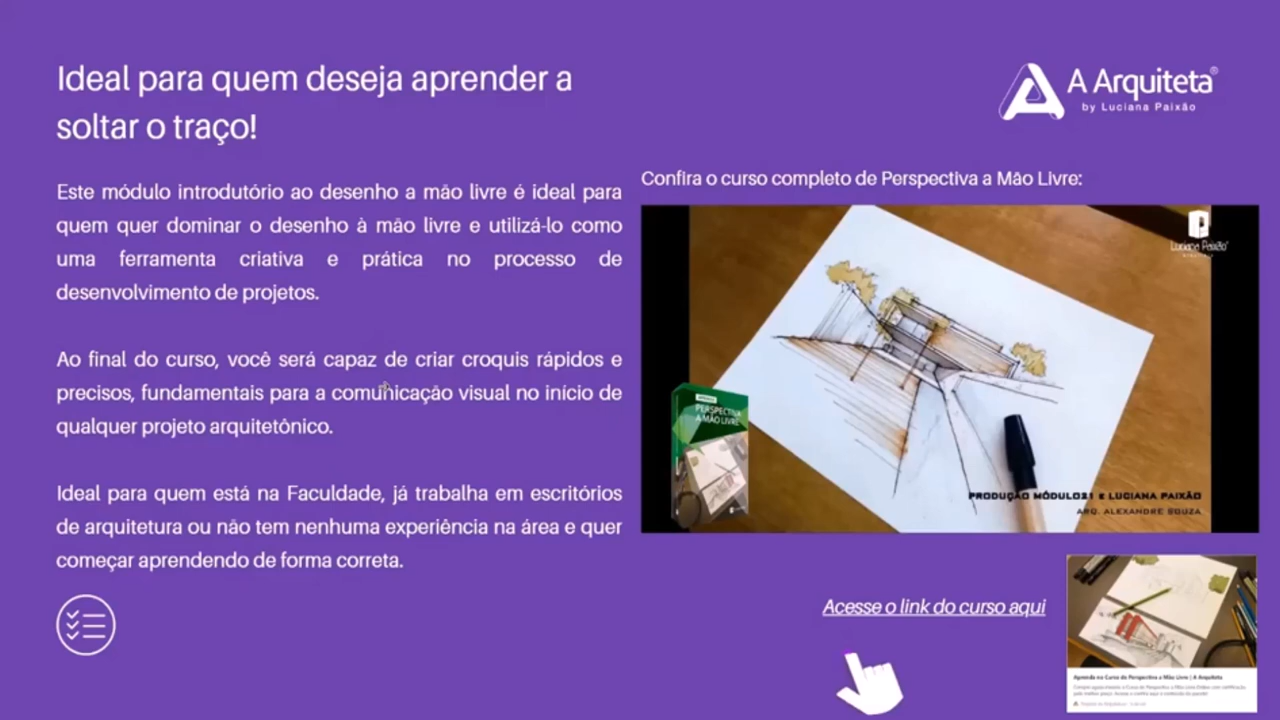 Ideal para quem deseja aprender a
soltar o traço!
A Arquiteta®
by Luciana Paixão
Este módulo introdutório ao desenho a mão livre é ideal para
quem quer dominar o desenho à mão livre e utilizá-lo como
uma ferramenta criativa e prática no processo de
desenvolvimento de projetos.
Ao final do curso, você será capaz de criar croquis rápidos e
precisos, fundamentais para a comunicação visual no início de
qualquer projeto arquitetônico.
Ideal para quem está na Faculdade, já trabalha em escritórios
de arquitetura ou não tem nenhuma experiência na área e quer
começar aprendendo de forma correta.
Confira o curso completo de Perspectiva a Mão Livre:
Luciana Paixão
PERSPECTIVA
A MÃO LIVRE
PRODUÇÃO MÓDULO21 e LUCIANA PAIXÃO
ARQ. ALEXANDRE SOUZA
Acesse o link do curso aqui
Aprenda no Curso de Perspectiva a Mão Livre | A Arquiteta